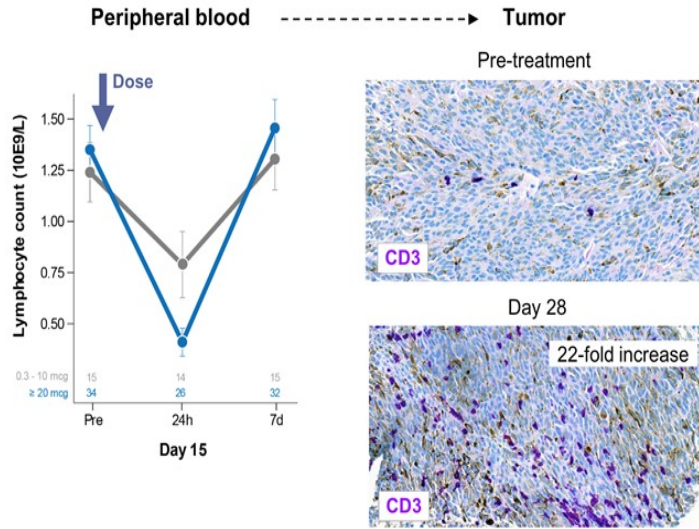 Peripheral blood
Tumor
Dose
Lymphocyte count (10E9/L)
1.50
1.25
1.00
0.75
0.50
0.3 - 10 mcg 15 14 15
≥ 20 mcg 34 26 32
Pre 24h 7d
Day 15
Pre-treatment
CD3
Day 28
22-fold increase
CD3